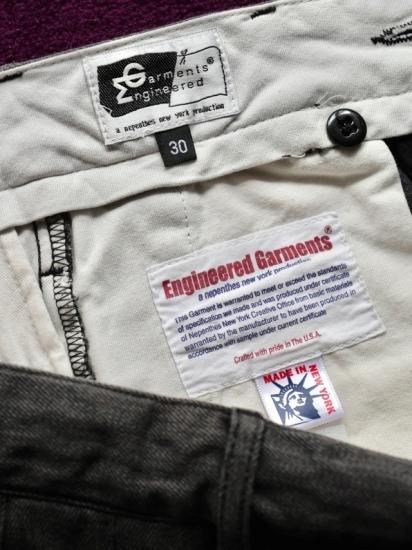 Garments®
Engineered
a nepenthes new york production
30
Engineered Garments®
a nepenthes new york production
This Garment is warranted to meet or exceed the standards
of specification we made and was produced under certificate
of Nepenthes New York Creative Office from basic materials
warranted by the manufacturer to have been produced in
accordance with sample under current certificate
Crafted with pride in The U.S.A.
MADE IN
NEW YORK